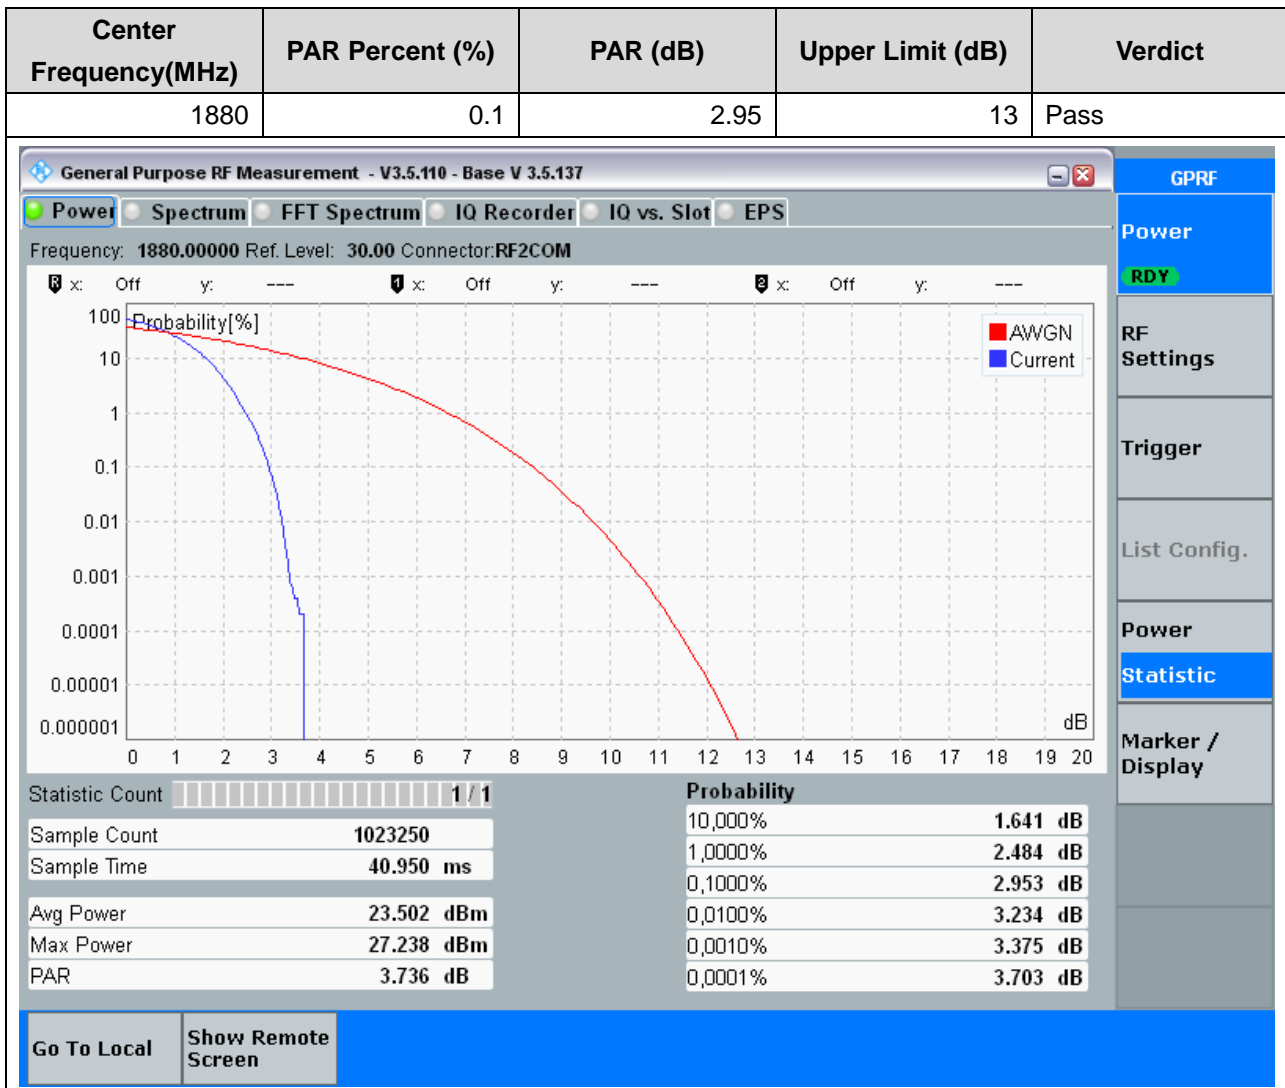 Center Frequency(MHz) PAR Percent (%) PAR (dB) Upper Limit (dB) Verdict
1880 0.1 2.95 13 Pass
General Purpose RF Measurement - V3.5.110 - Base V 3.5.137
GPRF
Power Spectrum FFT Spectrum IQ Recorder IQ vs. Slot EPS
Power
RDY
Frequency: 1880.00000 Ref. Level: 30.00 Connector:RF2COM
R x: Off y: --- 1 x: Off y: --- 2 x: Off y: ---
Probability[%]
AWGN
Current
100
10
1
0.1
0.01
0.001
0.0001
0.00001
0.000001
dB
0 1 2 3 4 5 6 7 8 9 10 11 12 13 14 15 16 17 18 19 20
RF
Settings
Trigger
List Config.
Power
Statistic
Marker /
Display
Statistic Count 1 / 1
Sample Count 1023250
Sample Time 40.950 ms
Avg Power 23.502 dBm
Max Power 27.238 dBm
PAR 3.736 dB
Probability
10,000% 1.641 dB
1,0000% 2.484 dB
0,1000% 2.953 dB
0,0100% 3.234 dB
0,0010% 3.375 dB
0,0001% 3.703 dB
Go To Local
Show Remote
Screen